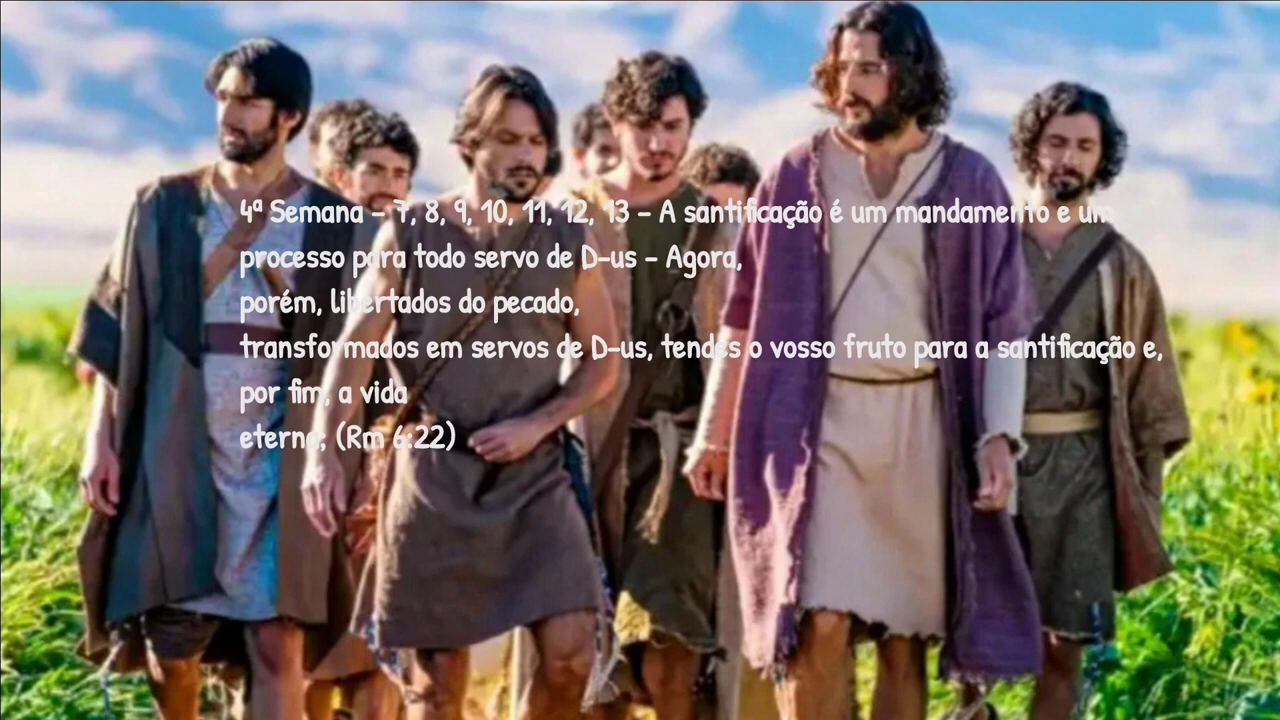 4ª Semana - 7, 8, 9, 10, 11, 12, 13 - A santificação é um mandamento e um
processo para todo servo de D-us - Agora,
porém, libertados do pecado,
transformados em servos de D-us, tendes o vosso fruto para a santificação e,
por fim, a vida
eterna; (Rm 6:22)